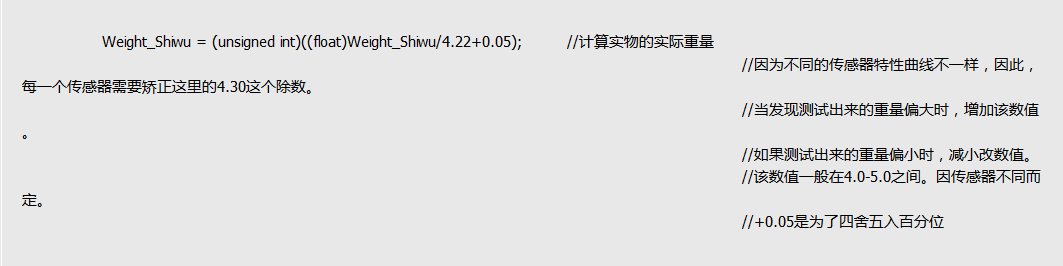 Weight_Shiwu = (unsigned int)((float)Weight_Shiwu/4.22+0.05); //计算实物的实际重量
//因为不同的传感器特性曲线不一样，因此，
每一个传感器需要矫正这里的4.30这个除数。
//当发现测试出来的重量偏大时，增加该数值
。
//如果测试出来的重量偏小时，减小改数值。
//该数值一般在4.0-5.0之间。因传感器不同而
定。
//+0.05是为了四舍五入百分位